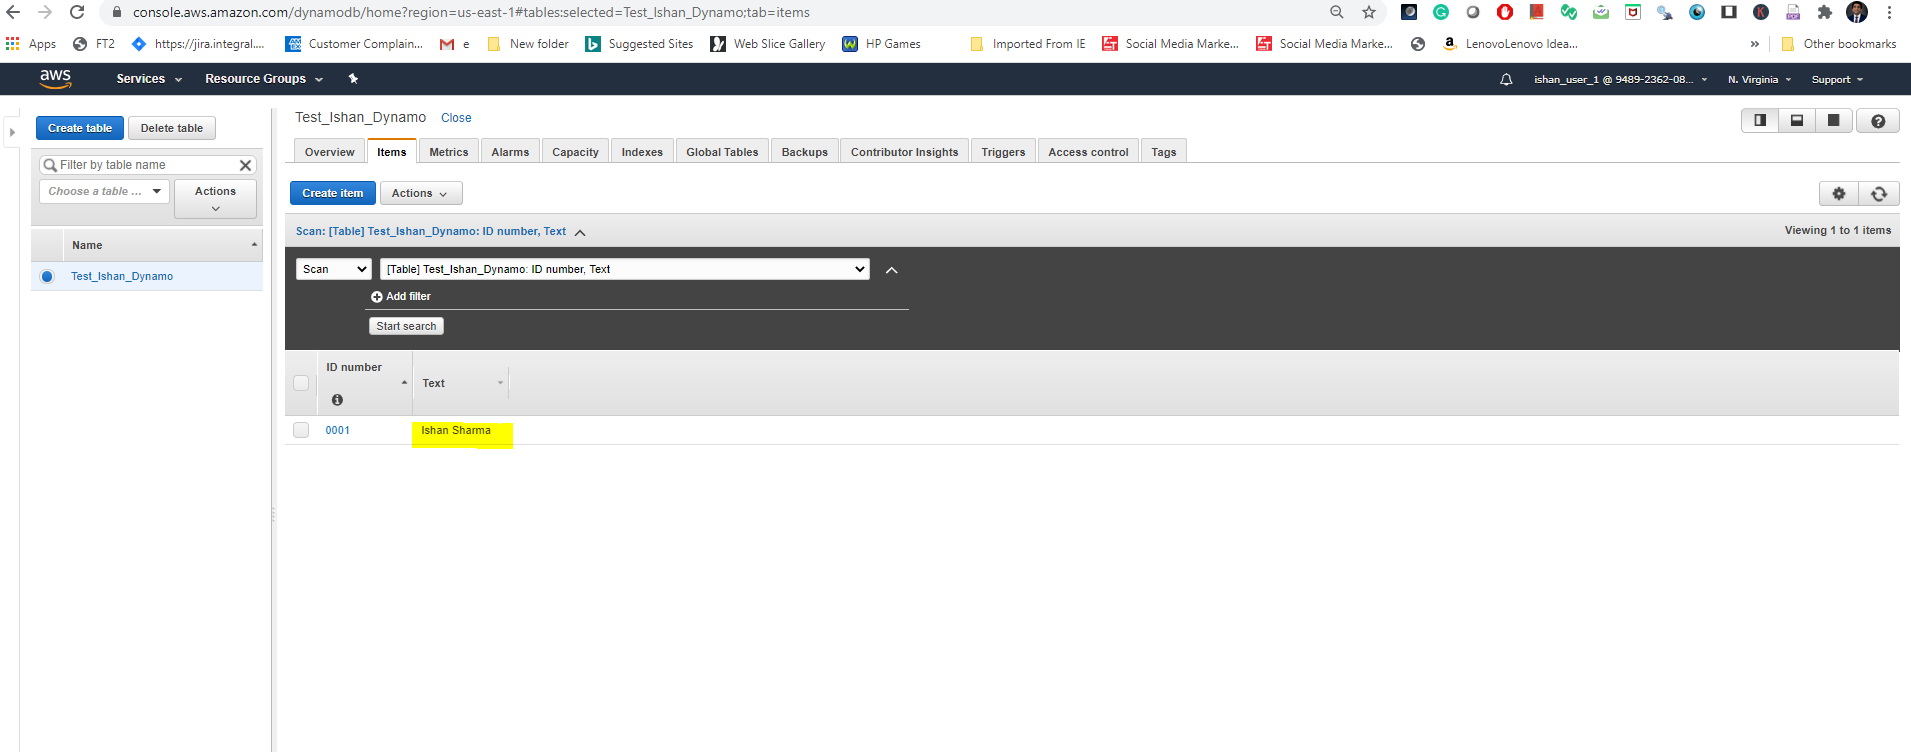 console.aws.amazon.com/dynamodb/home?region=us-east-1#tables:selected=Test_Ishan_Dynamo;tab=items
Apps FT2 https://jira.integral.... Customer Complain... e New folder Suggested Sites Web Slice Gallery HP Games Imported From IE Social Media Marke... Social Media Marke... LenovoLenovo Idea... » Other bookmarks
aws Services Resource Groups ishan_user_1 @ 9489-2362-08... N. Virginia Support
Create table Delete table
Filter by table name
Choose a table ... Actions
Name
Test_Ishan_Dynamo
Test_Ishan_Dynamo Close
Overview Items Metrics Alarms Capacity Indexes Global Tables Backups Contributor Insights Triggers Access control Tags
Create item Actions
Scan: [Table] Test_Ishan_Dynamo: ID number, Text Viewing 1 to 1 items
Scan [Table] Test_Ishan_Dynamo: ID number, Text
Add filter
Start search
ID number Text
0001 Ishan Sharma